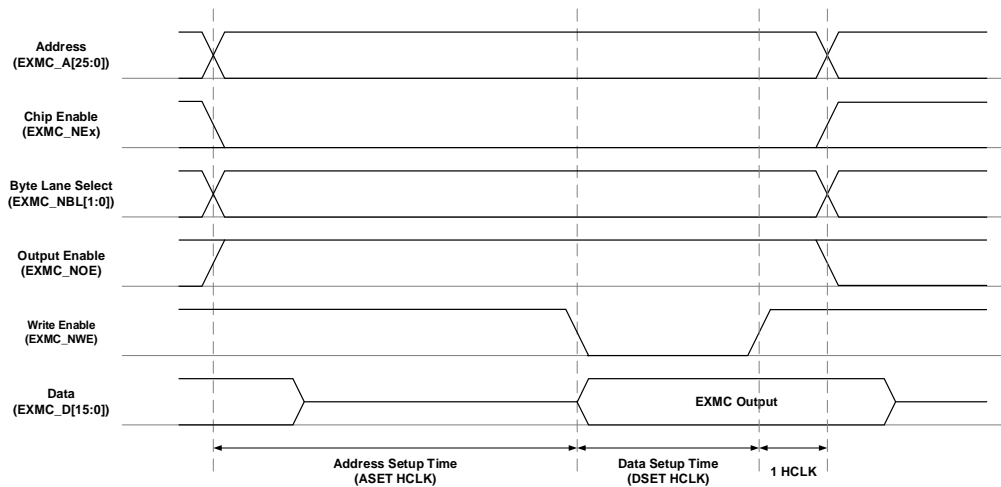 Address
(EXMC_A[25:0])
Chip Enable
(EXMC_NEx)
Byte Lane Select
(EXMC_NBL[1:0])
Output Enable
(EXMC_NOE)
Write Enable
(EXMC_NWE)
Data
(EXMC_D[15:0])
EXMC Output
Address Setup Time
(ASET HCLK)
Data Setup Time
(DSET HCLK)
1 HCLK